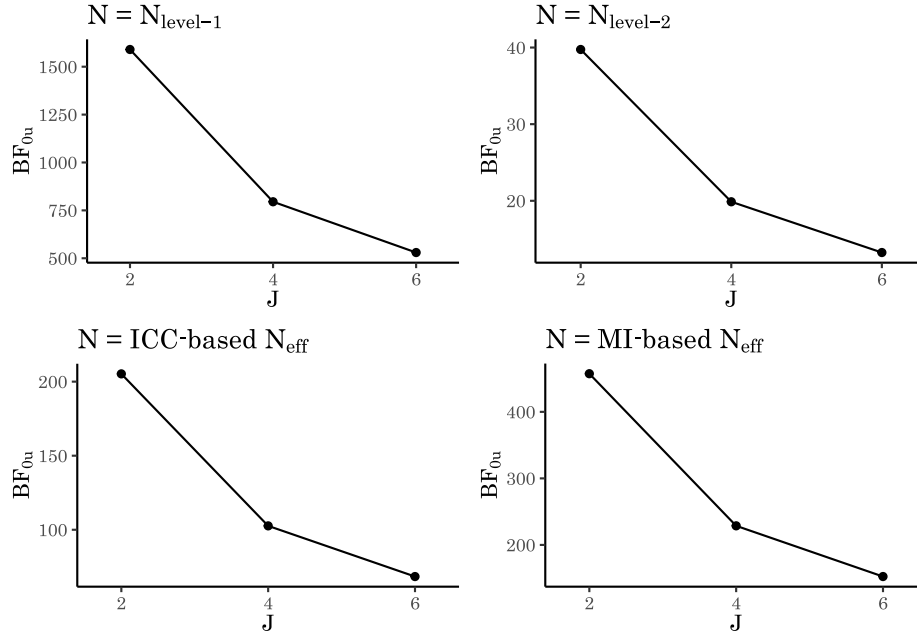 N = N_level−1
1500
1250
1000
750
500
BF_0u
2 4 6
J
N = N_level−2
40
30
20
BF_0u
2 4 6
J
N = ICC-based N_eff
200
150
100
BF_0u
2 4 6
J
N = MI-based N_eff
400
300
200
BF_0u
2 4 6
J